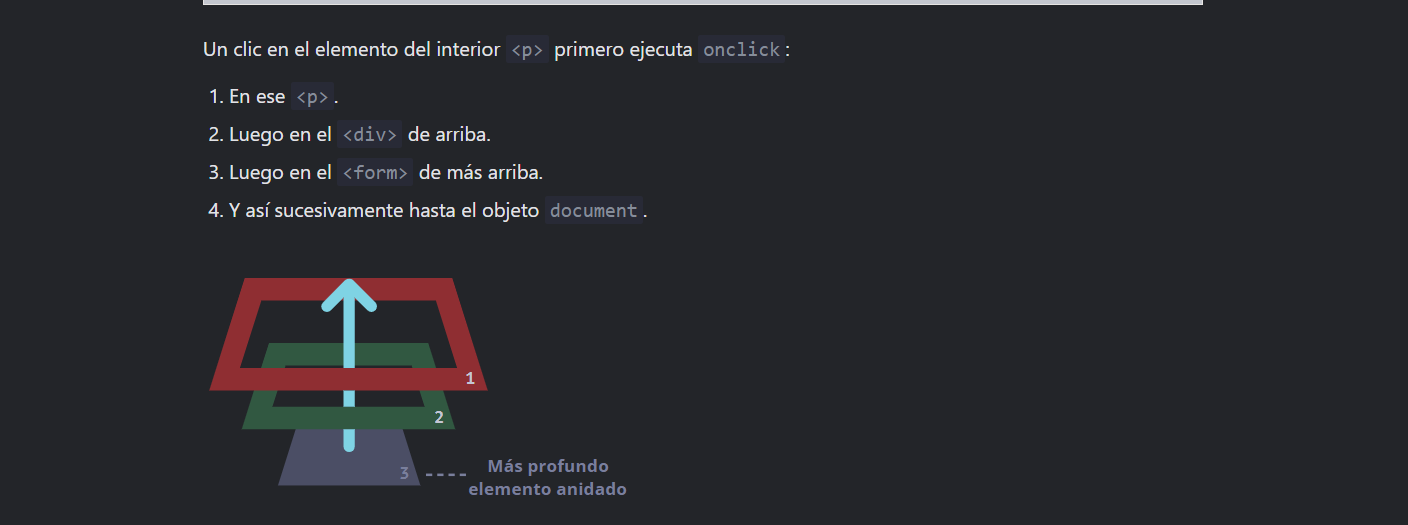 Un clic en el elemento del interior <p> primero ejecuta onclick:
1. En ese <p>.
2. Luego en el <div> de arriba.
3. Luego en el <form> de más arriba.
4. Y así sucesivamente hasta el objeto document.
1
2
3
Más profundo
elemento anidado